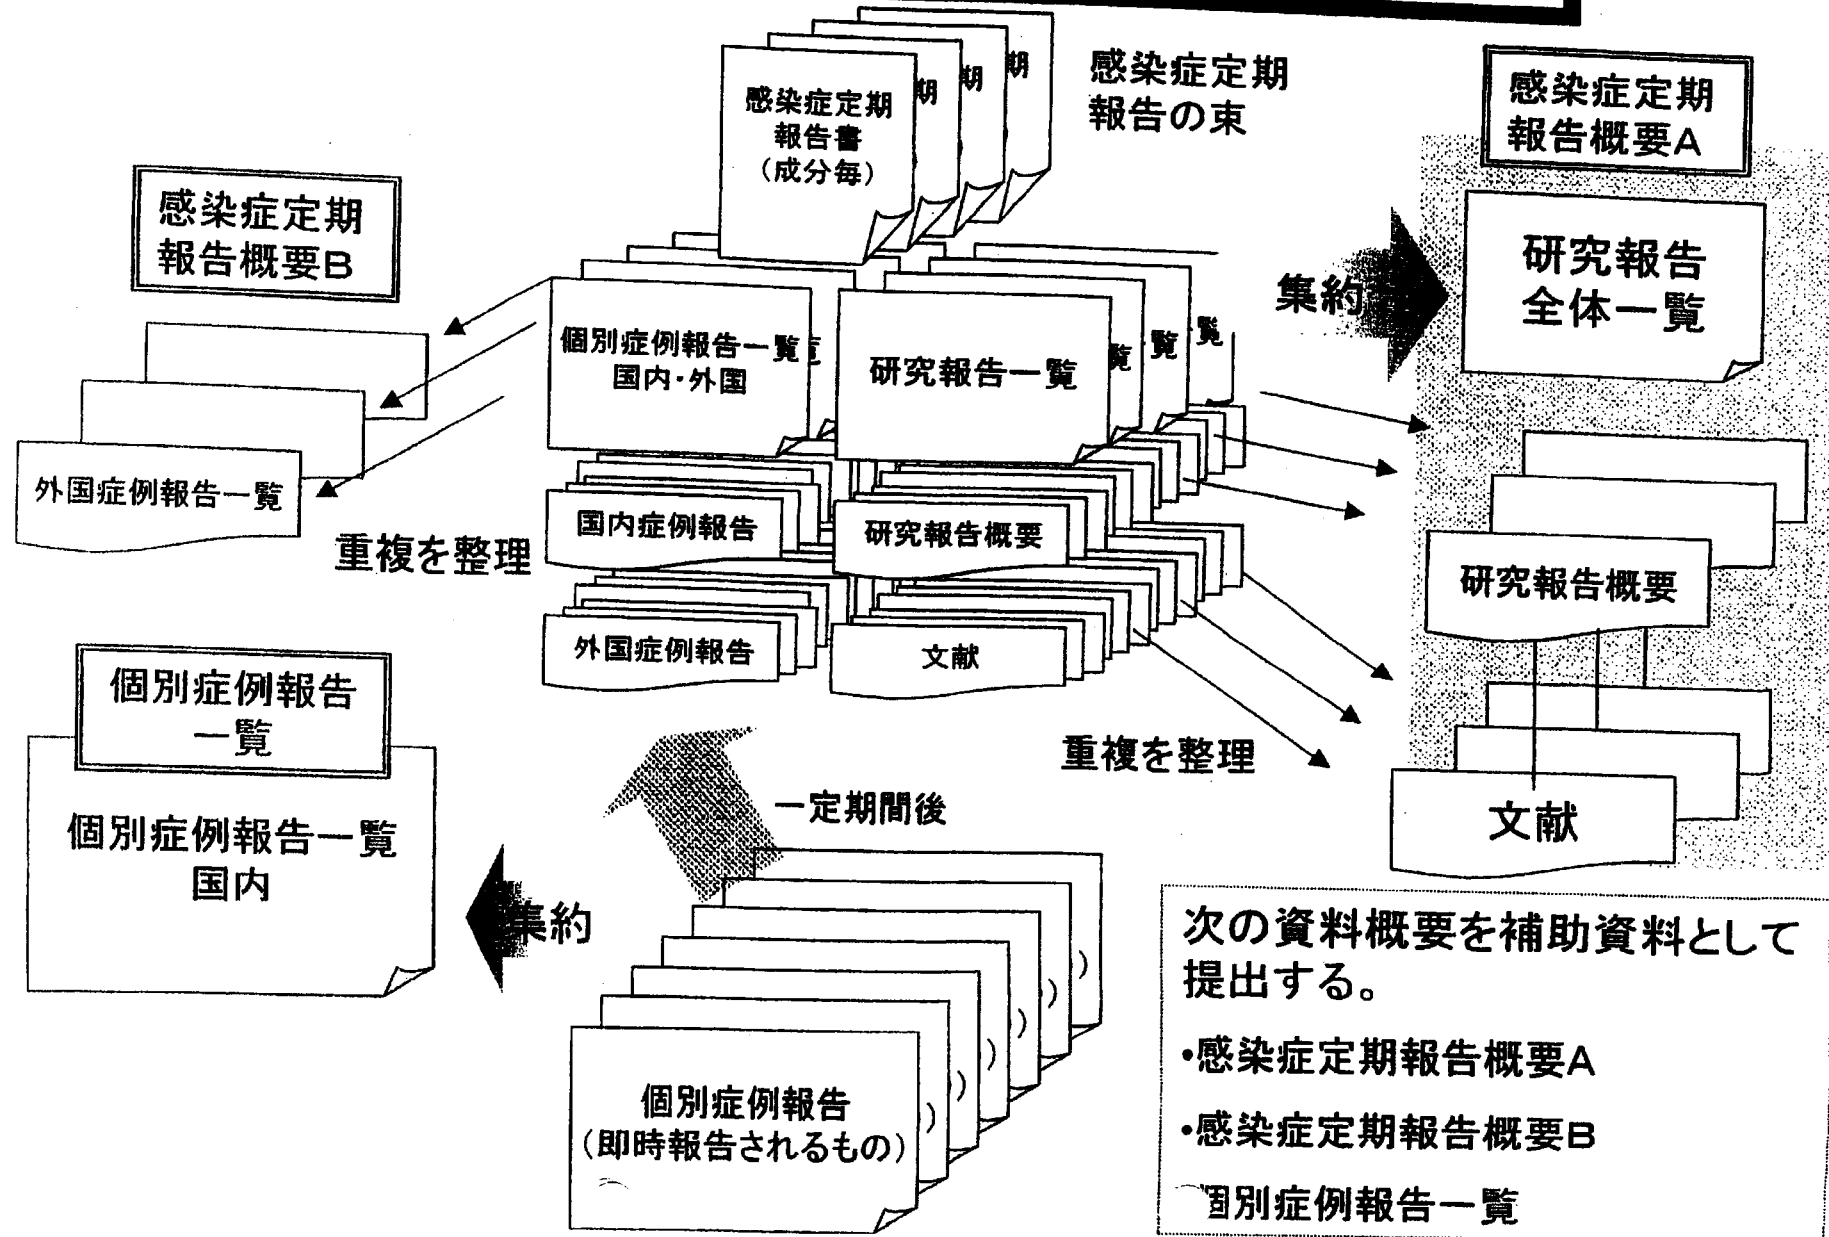 感染症定期
報告の束
感染症定期
報告書
（成分毎）
期
期
期
感染症定期
報告概要A
研究報告
全体一覧
集約
感染症定期
報告概要B
個別症例報告一覧
国内・外国
研究報告一覧
覧
覧
覧
外国症例報告一覧
重複を整理
国内症例報告
研究報告概要
外国症例報告
文献
研究報告概要
文献
重複を整理
個別症例報告
一覧
個別症例報告一覧
国内
集約
一定期間後
個別症例報告
（即時報告されるもの）
）
）
）
）
）
）
次の資料概要を補助資料として
提出する。
・感染症定期報告概要A
・感染症定期報告概要B
個別症例報告一覧